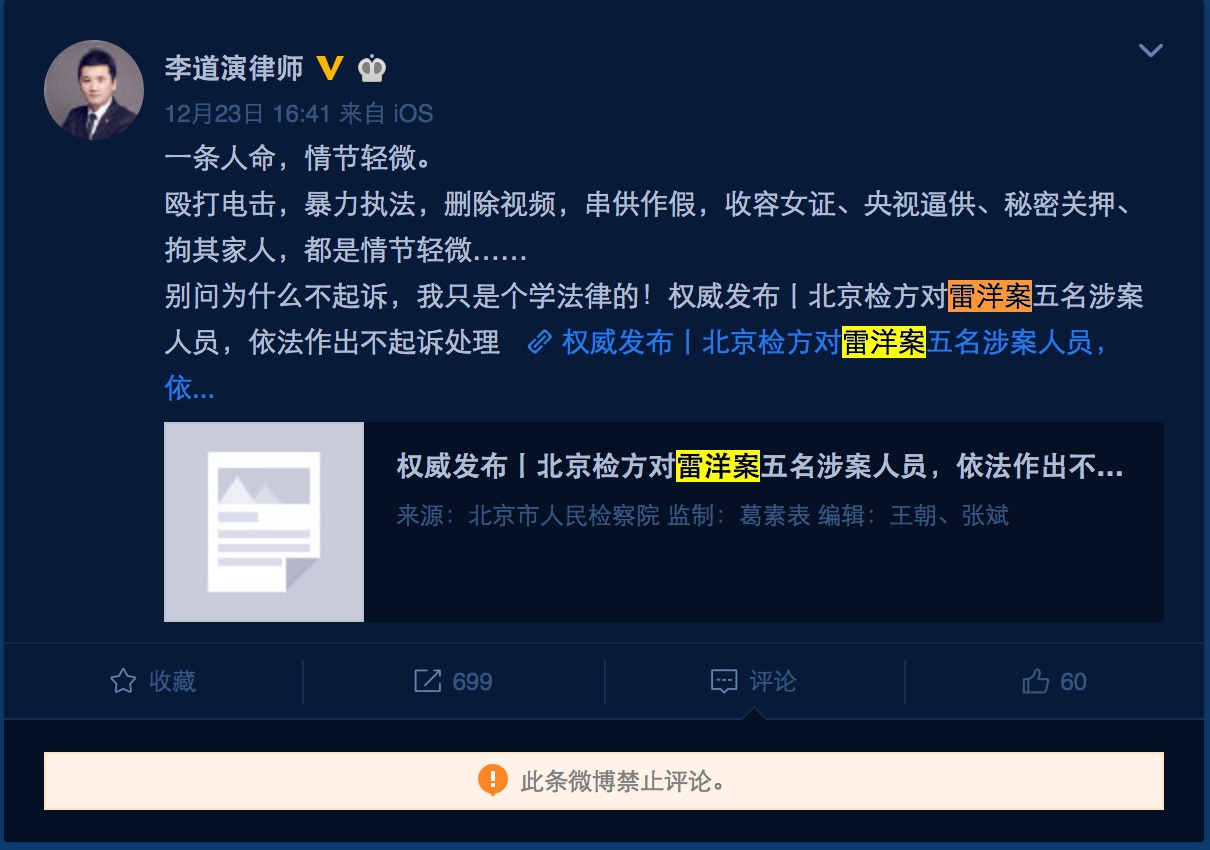 李道演律师
12月23日 16:41 来自 iOS
一条人命，情节轻微。
殴打电击，暴力执法，删除视频，串供作假，收容女证、央视逼供、秘密关押、
拘其家人，都是情节轻微……
别问为什么不起诉，我只是个学法律的！权威发布丨北京检方对雷洋案五名涉案
人员，依法作出不起诉处理 权威发布丨北京检方对雷洋案五名涉案人员，
依...
权威发布丨北京检方对雷洋案五名涉案人员，依法作出不...
来源：北京市人民检察院 监制：葛素表 编辑：王朝、张斌
收藏 699 评论 60
此条微博禁止评论。